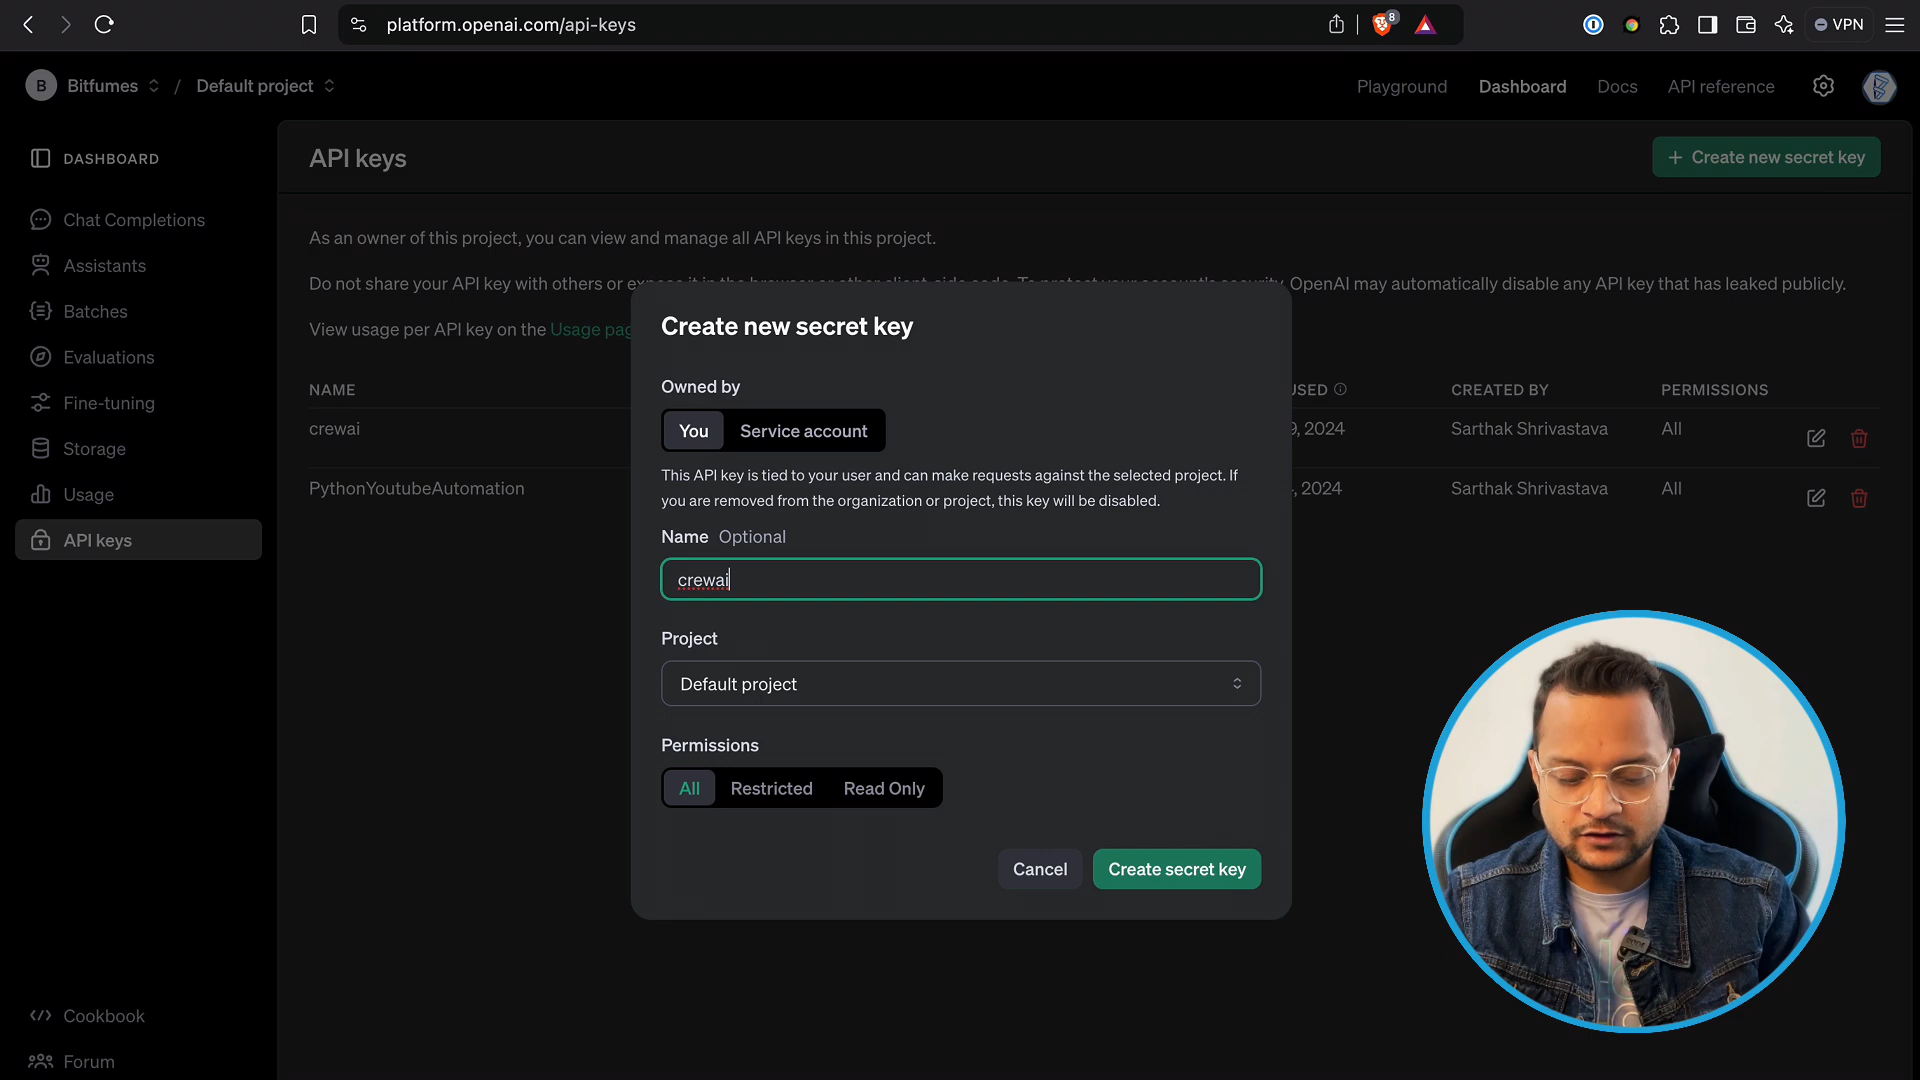 platform.openai.com/api-keys
8
VPN
B Bitfumes / Default project
Playground Dashboard Docs API reference
DASHBOARD
Chat Completions
Assistants
Batches
Evaluations
Fine-tuning
Storage
Usage
API keys
Cookbook
Forum
API keys
+ Create new secret key
As an owner of this project, you can view and manage all API keys in this project.
Do not share your API key with others or expose it in the browser or other client-side code. To protect your account's security, OpenAI may automatically disable any API key that has leaked publicly.
View usage per API key on the Usage pag
NAME USED CREATED BY PERMISSIONS
crewai 9, 2024 Sarthak Shrivastava All
PythonYoutubeAutomation , 2024 Sarthak Shrivastava All
Create new secret key
Owned by
You Service account
This API key is tied to your user and can make requests against the selected project. If
you are removed from the organization or project, this key will be disabled.
Name Optional
crewai
Project
Default project
Permissions
All Restricted Read Only
Cancel Create secret key